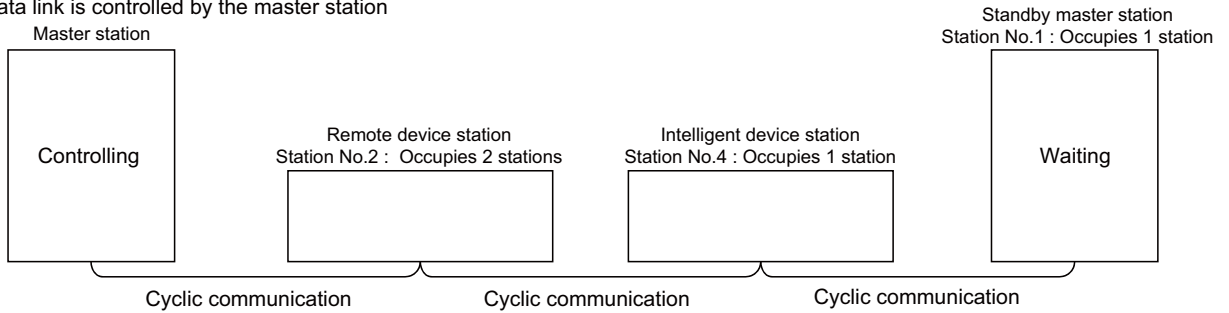 ata link is controlled by the master station
Master station
Controlling
Remote device station
Station No.2 : Occupies 2 stations
Intelligent device station
Station No.4 : Occupies 1 station
Standby master station
Station No.1 : Occupies 1 station
Waiting
Cyclic communication
Cyclic communication
Cyclic communication